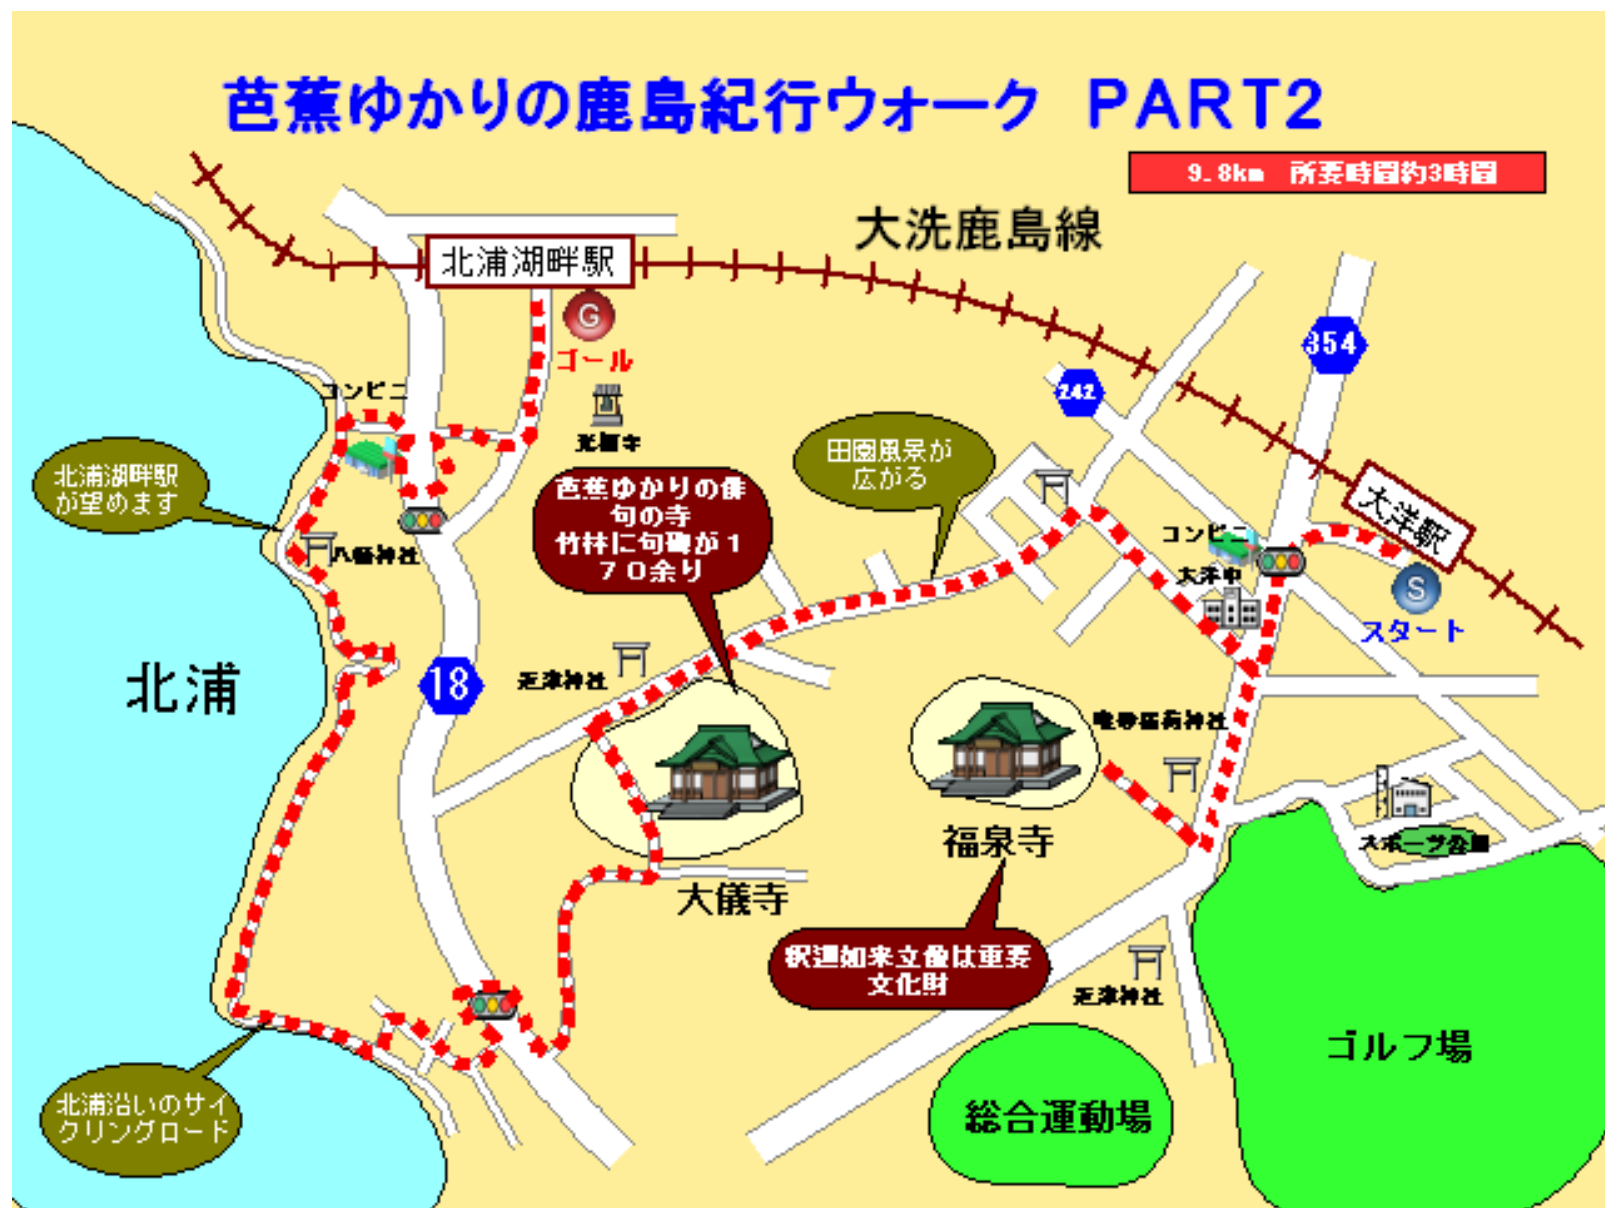 芭蕉ゆかりの鹿島紀行ウォーク PART2
9.8km 所要時間約3時間
大洗鹿島線
北浦湖畔駅
G
ゴール
354
242
コンビニ
田園風景が
広がる
北浦湖畔駅
が望めます
芭蕉ゆかりの俳
句の寺
竹林に句碑が1
70余り
大洋駅
コンビニ
大洋中
八幡神社
S
スタート
北浦
18
近津神社
福泉寺
スポーツ公園
大儀寺
釈迦如来立像は重要
文化財
近津神社
ゴルフ場
北浦沿いのサイ
クリングロード
総合運動場